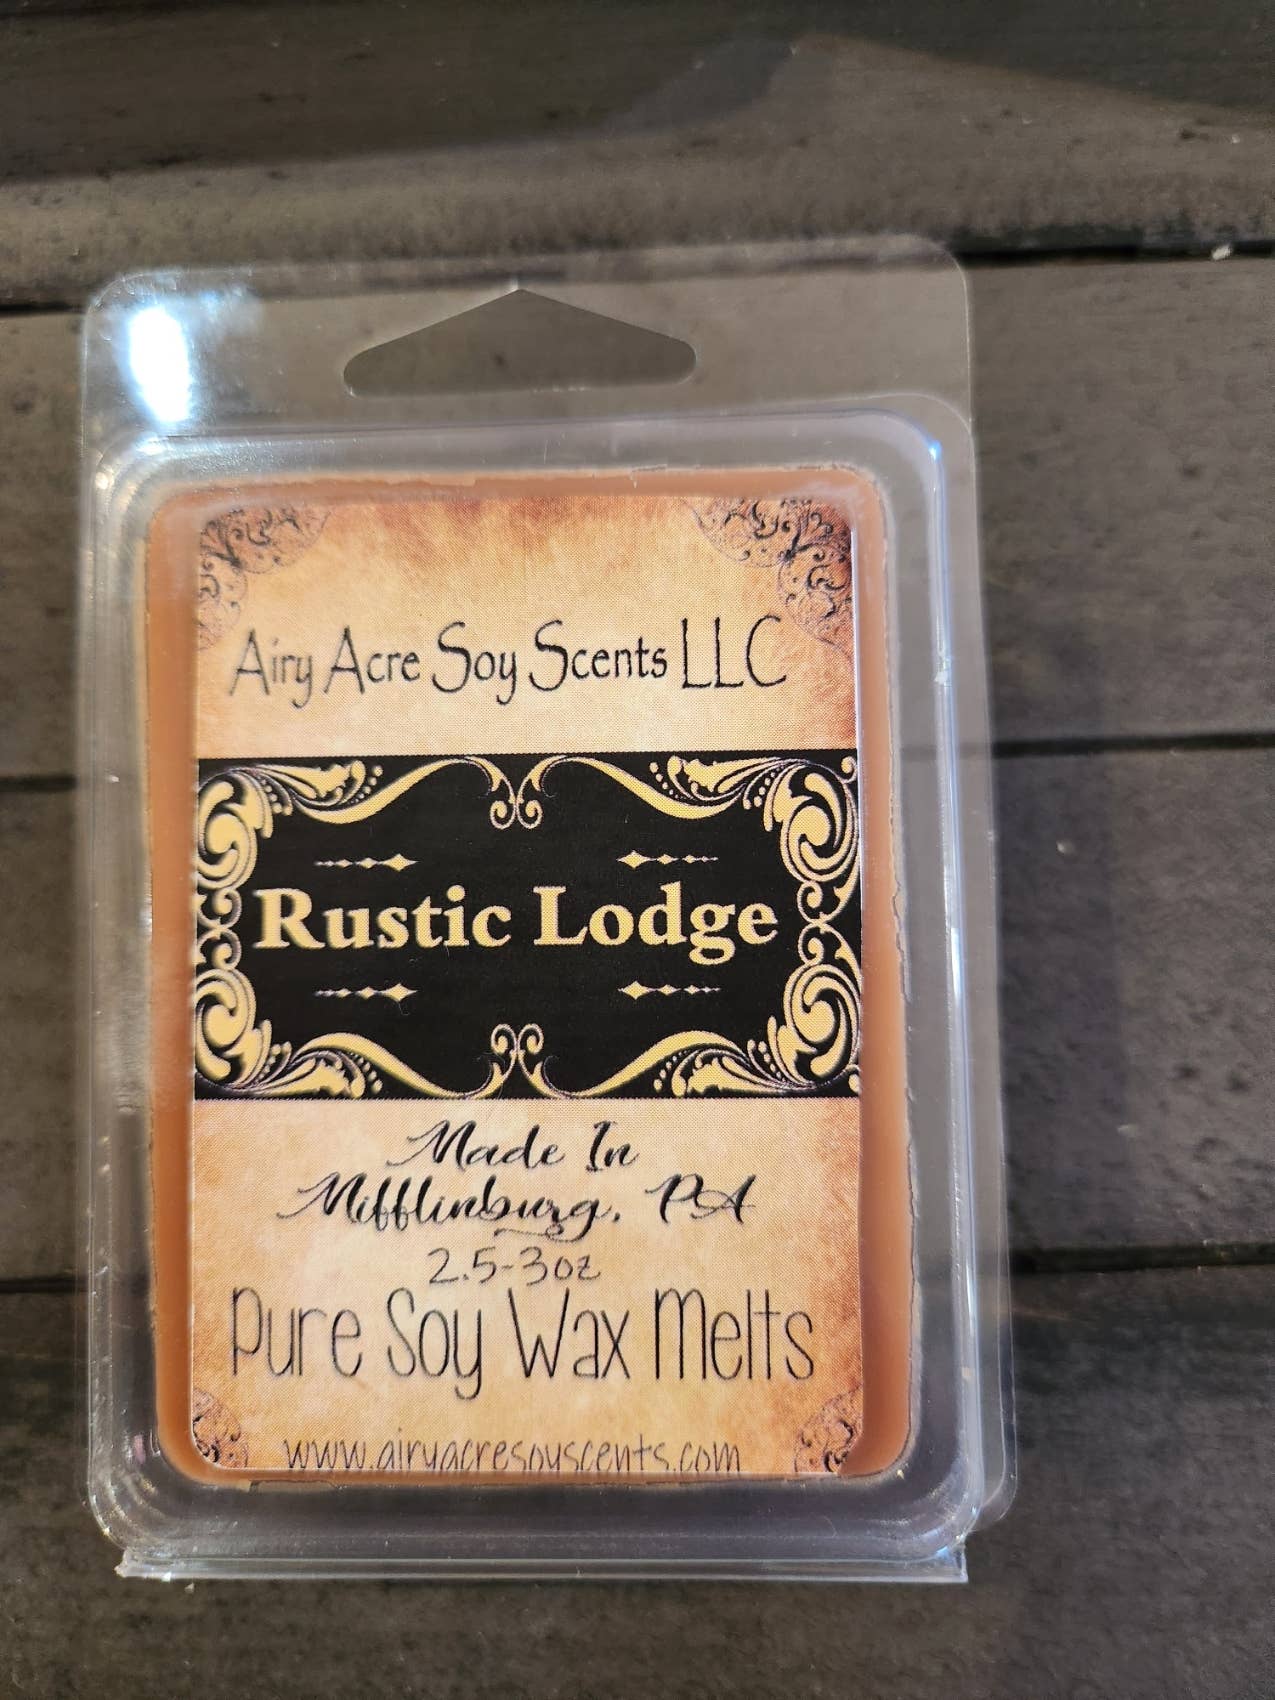 Airy Acre Soy Scents LLC
Rustic Lodge
Made In
Mifflinburg, PA
2.5-3oz
Pure Soy Wax Melts
www.airyacresoyscents.com